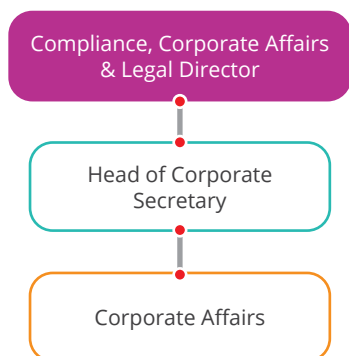 Compliance, Corporate Affairs
& Legal Director
Head of Corporate
Secretary
Corporate Affairs